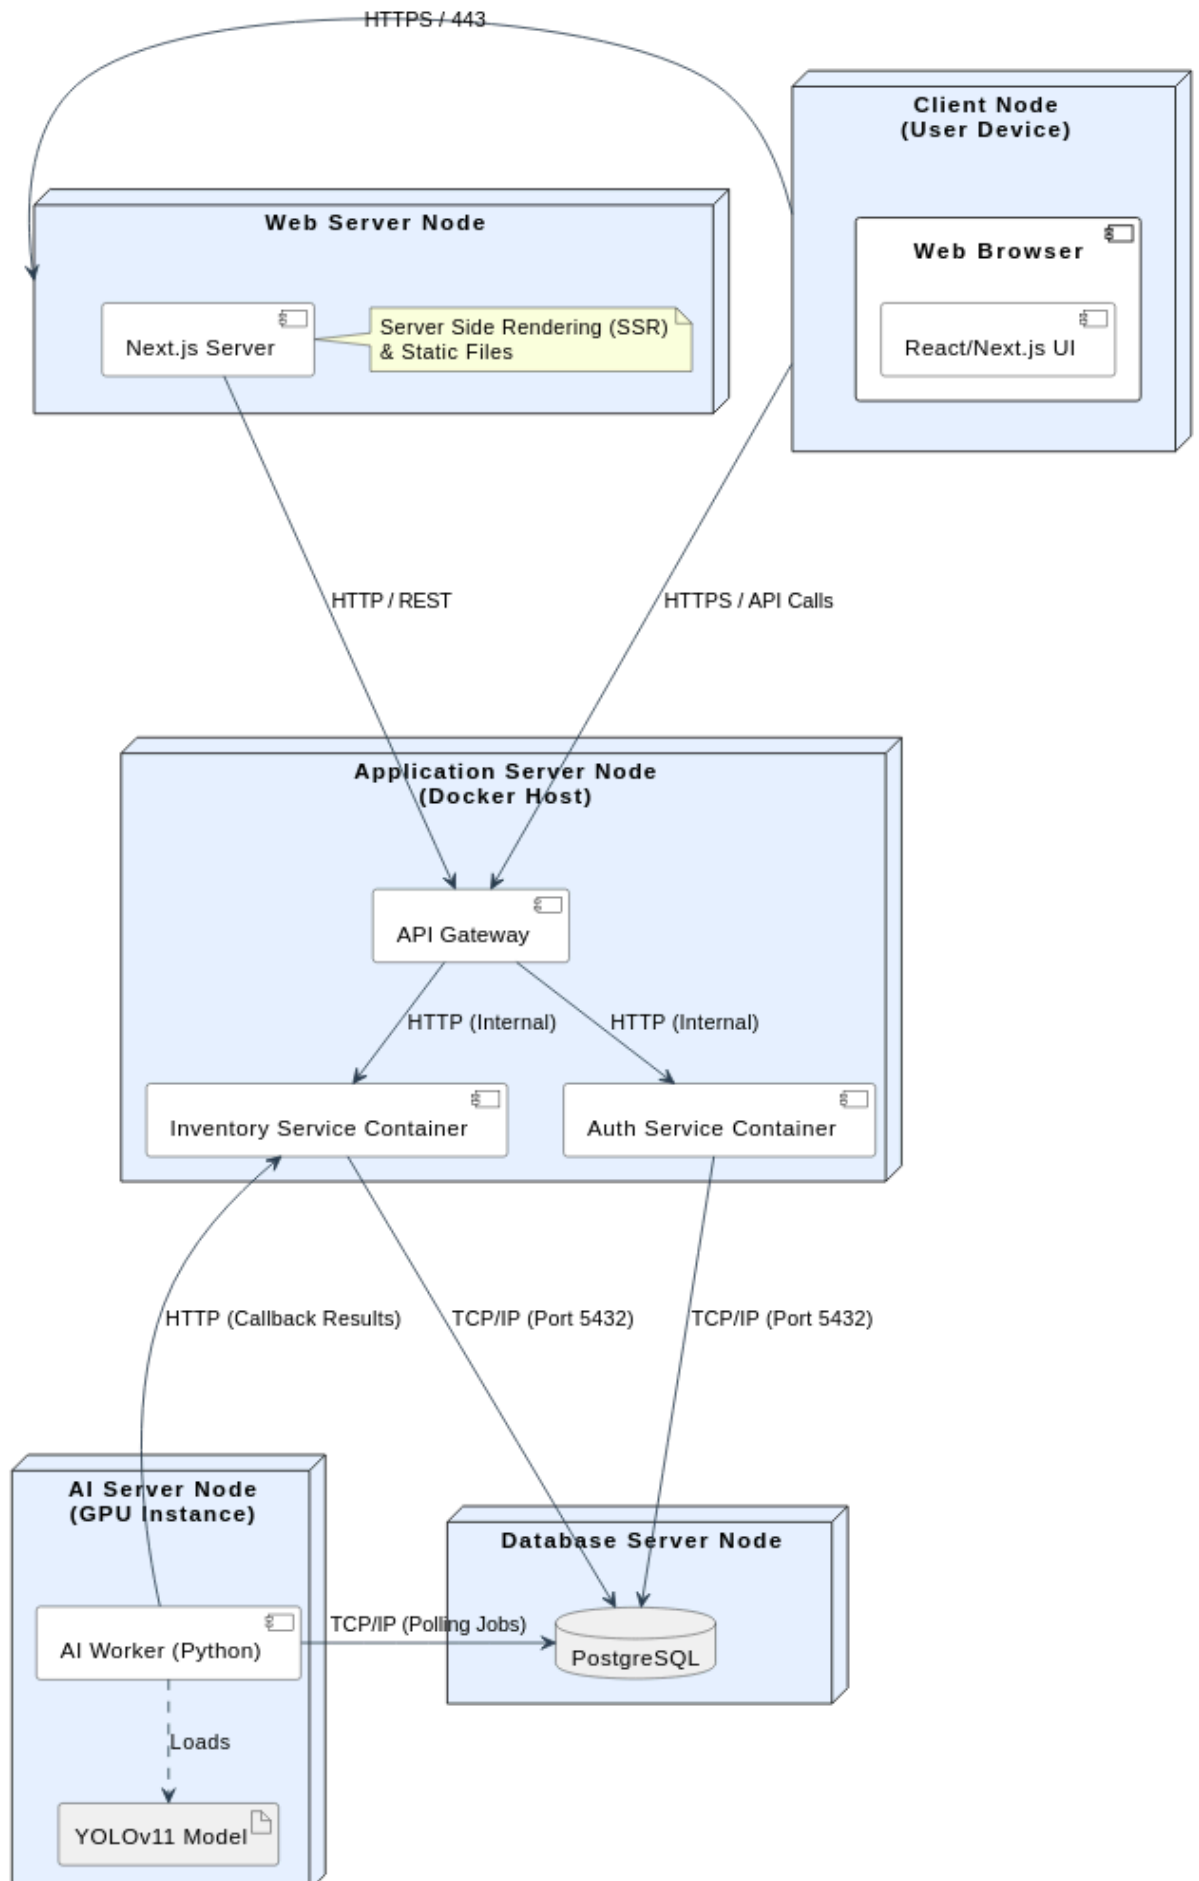 HTTPS / 443
Client Node
(User Device)
Web Server Node
Web Browser
Next.js Server
Server Side Rendering (SSR)
& Static Files
React/Next.js UI
HTTP / REST
HTTPS / API Calls
Application Server Node
(Docker Host)
API Gateway
HTTP (Internal)
HTTP (Internal)
Inventory Service Container
Auth Service Container
HTTP (Callback Results)
TCP/IP (Port 5432)
TCP/IP (Port 5432)
AI Server Node
(GPU Instance)
Database Server Node
AI Worker (Python)
TCP/IP (Polling Jobs)
PostgreSQL
Loads
YOLOv11 Model